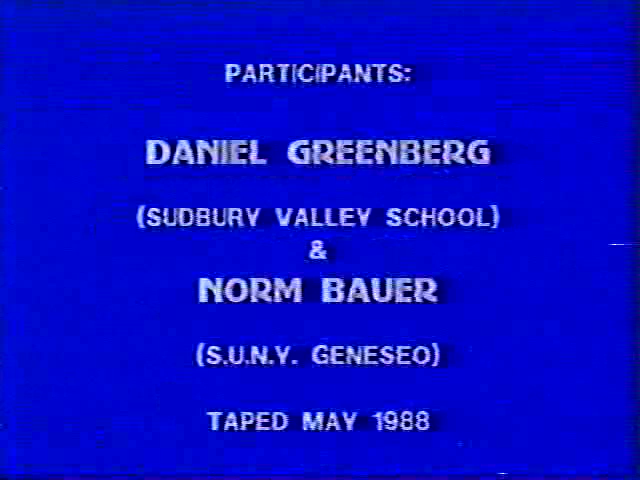 PARTICIPANTS:
DANIEL GREENBERG
(SUDBURY VALLEY SCHOOL)
&
NORM BAUER
(S.U.N.Y. GENESEO)
TAPED MAY 1988